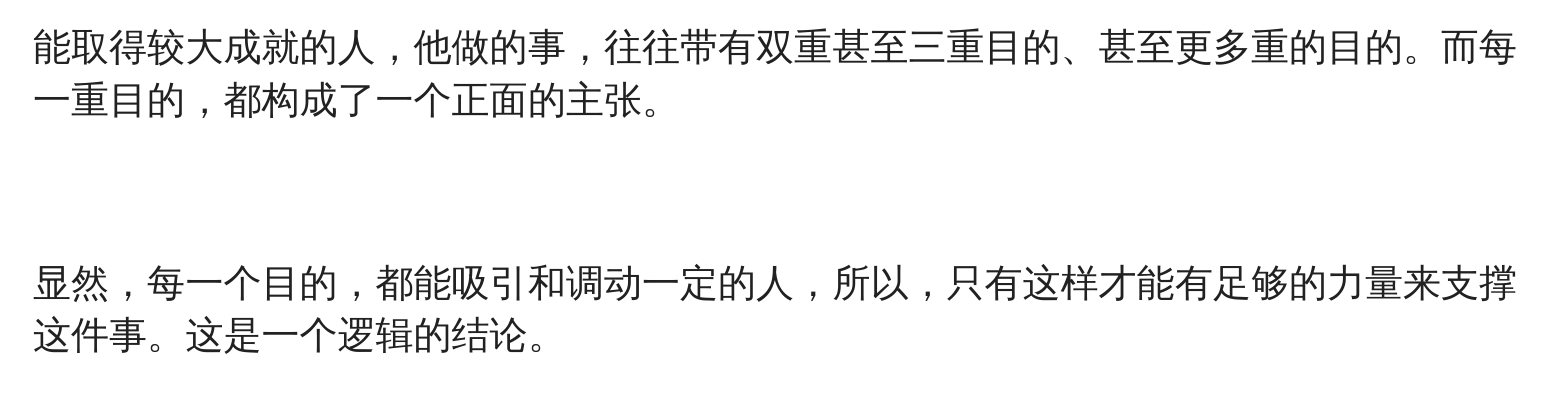 能取得较大成就的人，他做的事，往往带有双重甚至三重目的、甚至更多重的目的。而每
一重目的，都构成了一个正面的主张。
显然，每一个目的，都能吸引和调动一定的人，所以，只有这样才能有足够的力量来支撑
这件事。这是一个逻辑的结论。